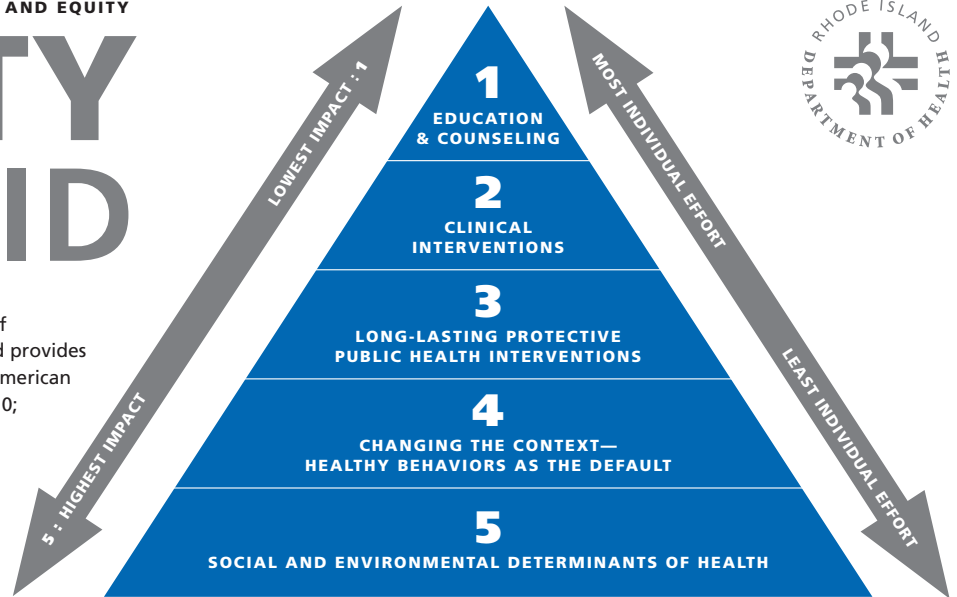 AND EQUITY
TY
ID
f
d provides
merican
0;
LOWEST IMPACT : 1
5 : HIGHEST IMPACT
1
EDUCATION
& COUNSELING
2
CLINICAL
INTERVENTIONS
3
LONG-LASTING PROTECTIVE
PUBLIC HEALTH INTERVENTIONS
4
CHANGING THE CONTEXT—
HEALTHY BEHAVIORS AS THE DEFAULT
5
SOCIAL AND ENVIRONMENTAL DETERMINANTS OF HEALTH
MOST INDIVIDUAL EFFORT
LEAST INDIVIDUAL EFFORT
RHODE ISLAND
DEPARTMENT OF HEALTH